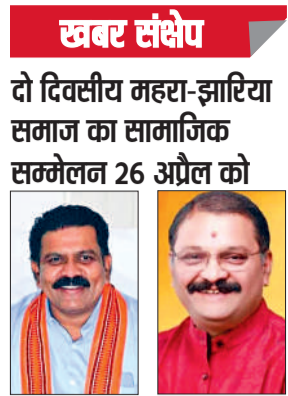 खबर संक्षेप
दो दिवसीय महरा-झारिया
समाज का सामाजिक
सम्मेलन 26 अप्रैल को